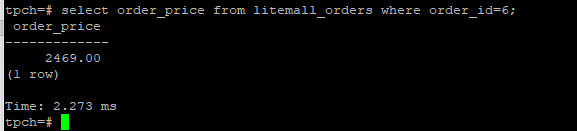 tpch=# select order_price from litemall_orders where order_id=6;
order_price
-------------
2469.00
(1 row)
Time: 2.273 ms
tpch=#